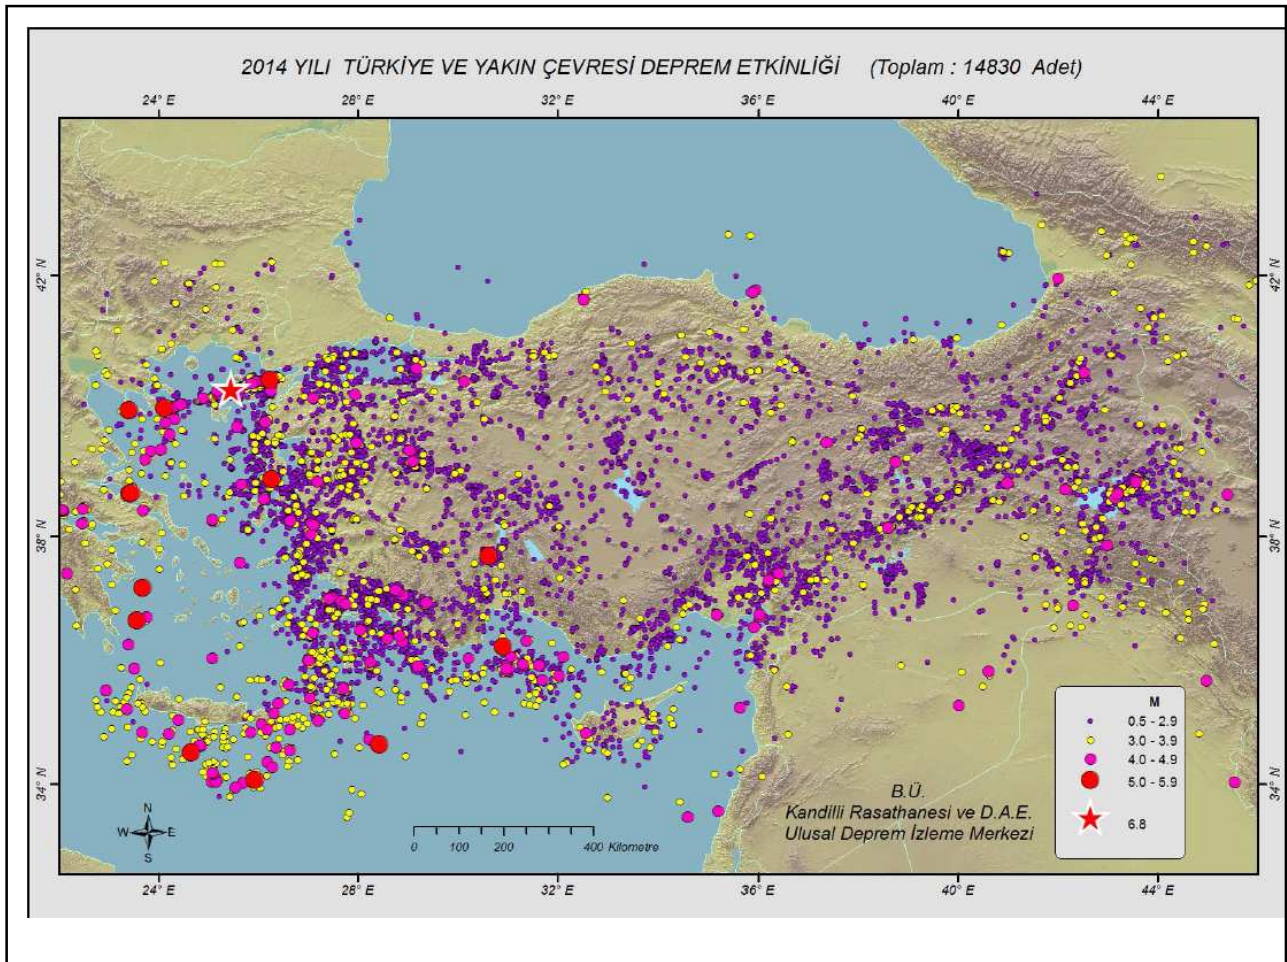 2014 YILI TÜRKİYE VE YAKIN ÇEVRESİ DEPREM ETKİNLİĞİ (Toplam : 14830 Adet)
24° E 28° E 32° E 36° E 40° E 44° E
42° N 42° N
38° N 38° N
34° N 34° N
M
0.5 - 2.9
3.0 - 3.9
4.0 - 4.9
5.0 - 5.9
6.8
B.Ü.
Kandilli Rasathanesi ve D.A.E.
Ulusal Deprem İzleme Merkezi
N
W E
S
0 100 200 400 Kilometre
24° E 28° E 32° E 36° E 40° E 44° E